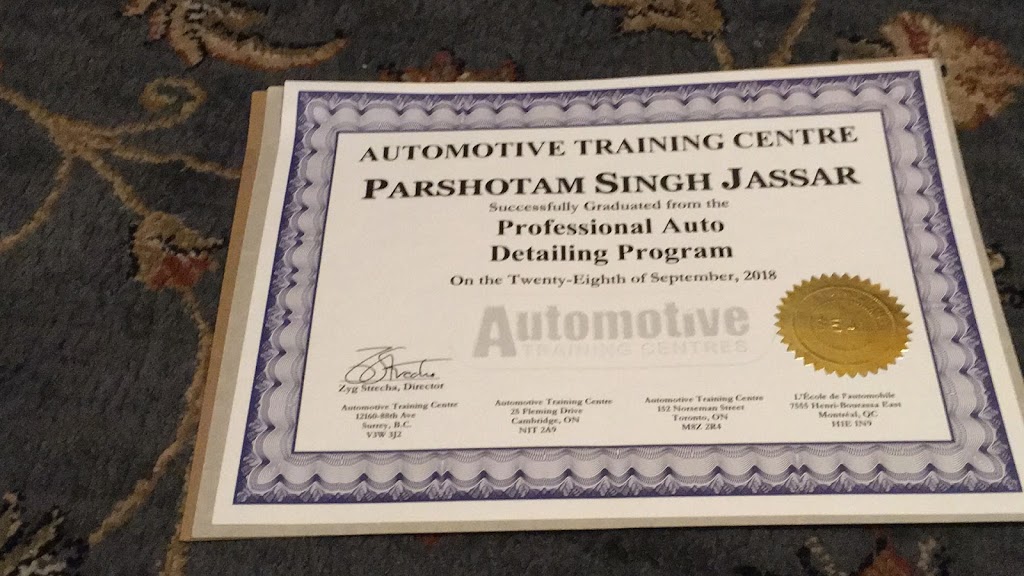 AUTOMOTIVE TRAINING CENTRE
PARSHOTAM SINGH JASSAR
Successfully Graduated from the
Professional Auto
Detailing Program
On the Twenty-Eighth of September, 2018
Automotive
TRAINING CENTRES
Zyg Strecha, Director
Automotive Training Centre
12160-88th Ave
Surrey, B.C.
V3W 3J2
Automotive Training Centre
25 Fleming Drive
Cambridge, ON
N1T 2A9
Automotive Training Centre
152 Norseman Street
Toronto, ON
M8Z 2R4
L'École de l'automobile
7555 Henri-Bourassa East
Montréal, QC
H1E 1N9